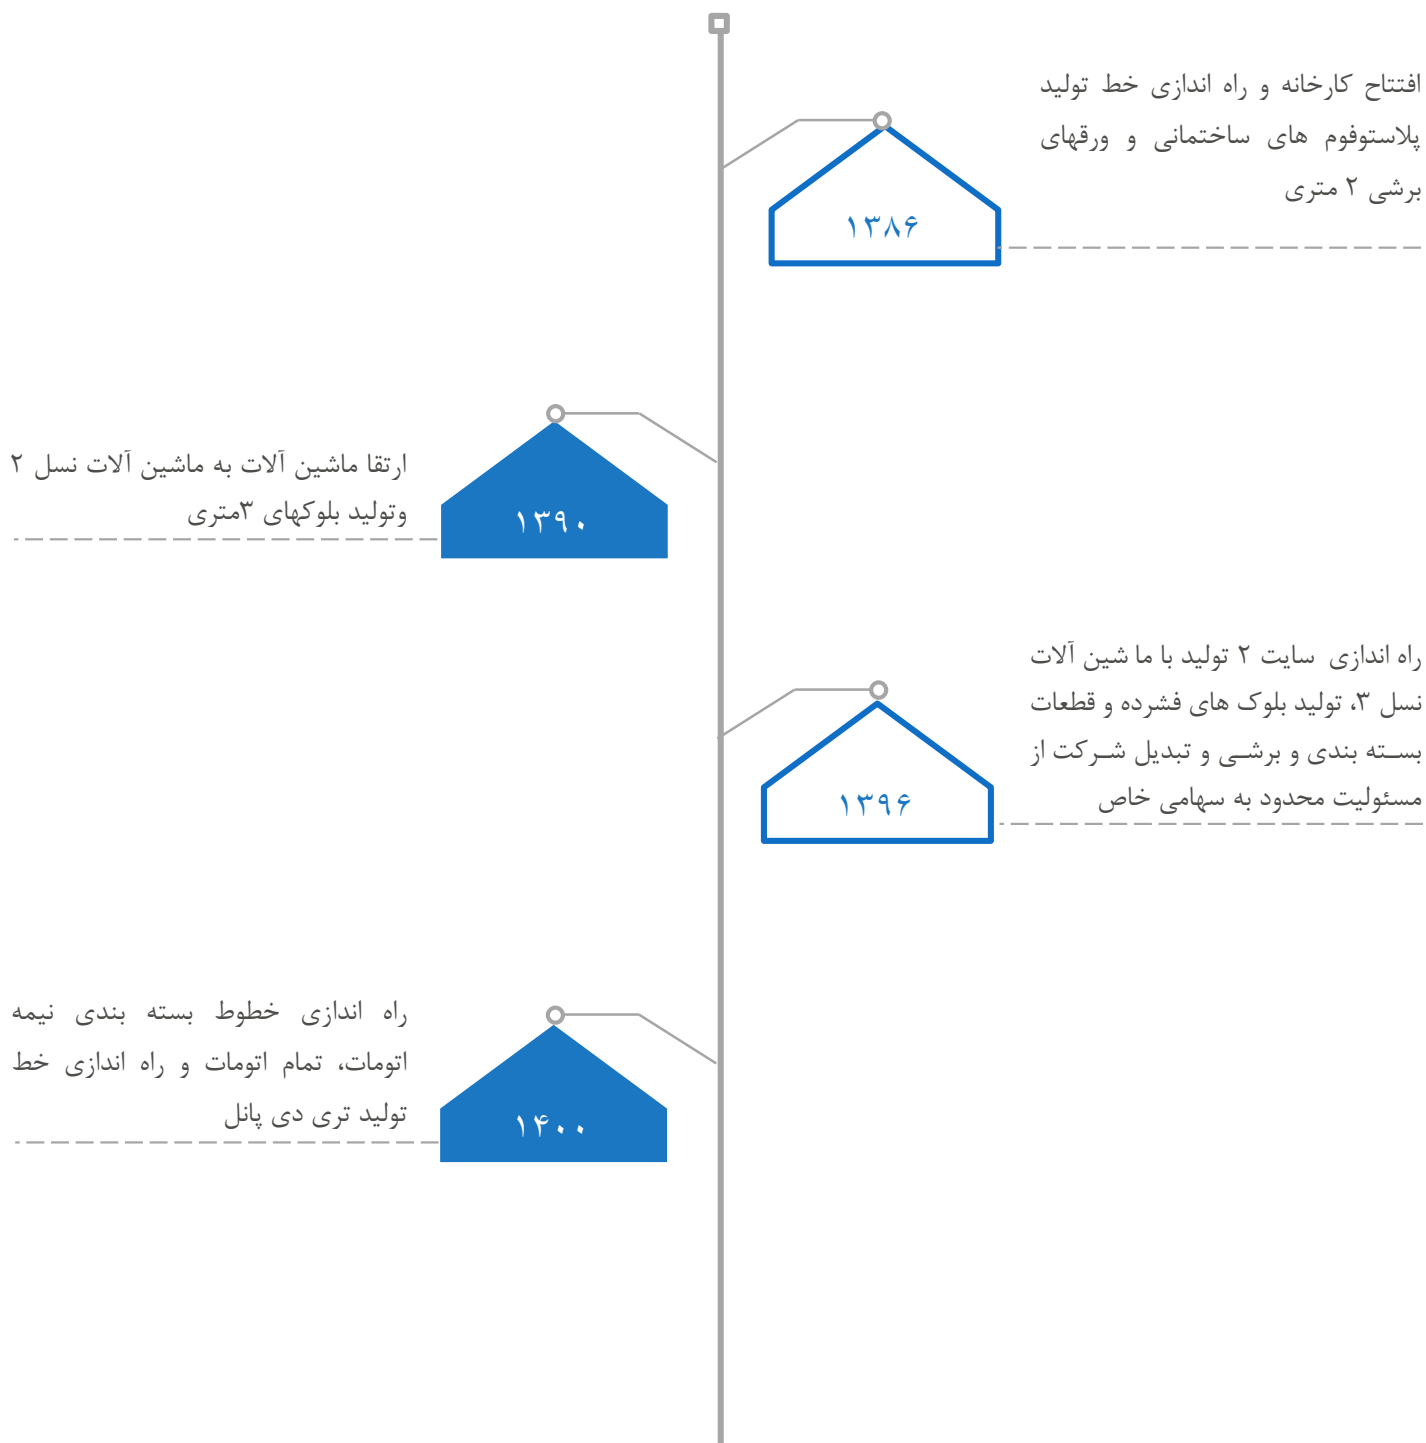 افتتاح کارخانه و راه اندازی خط تولید
پلاستوفوم های ساختمانی و ورقهای
برشی ۲ متری
۱۳۸۶
ارتقا ماشین آلات به ماشین آلات نسل ۲
وتولید بلوکهای ۳متری
۱۳۹۰
راه اندازی سایت ۲ تولید با ما شین آلات
نسل ۳، تولید بلوک های فشرده و قطعات
بسـته بندی و برشـی و تبدیل شـرکت از
مسئولیت محدود به سهامی خاص
۱۳۹۶
راه اندازی خطوط بسته بندی نیمه
اتومات، تمام اتومات و راه اندازی خط
تولید تری دی پانل
۱۴۰۰